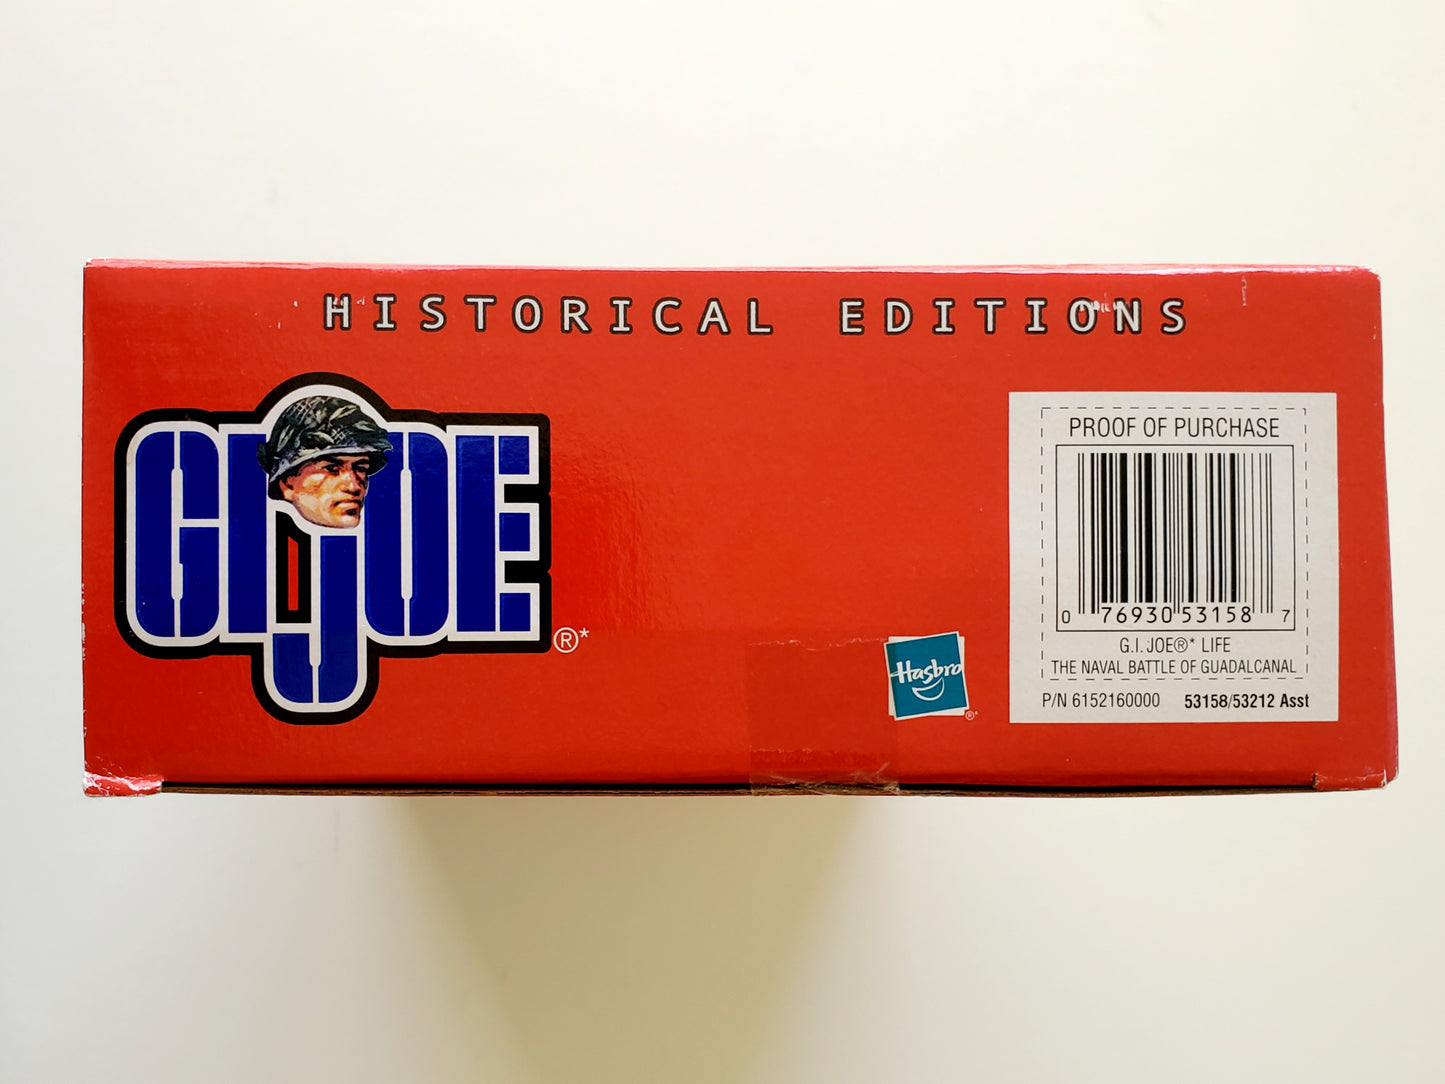 HISTORICAL EDITIONS
GI JOE
®*
Hasbro
®*
PROOF OF PURCHASE
0 76930 53158 7
G.I. JOE®* LIFE
THE NAVAL BATTLE OF GUADALCANAL
P/N 6152160000 53158/53212 Asst